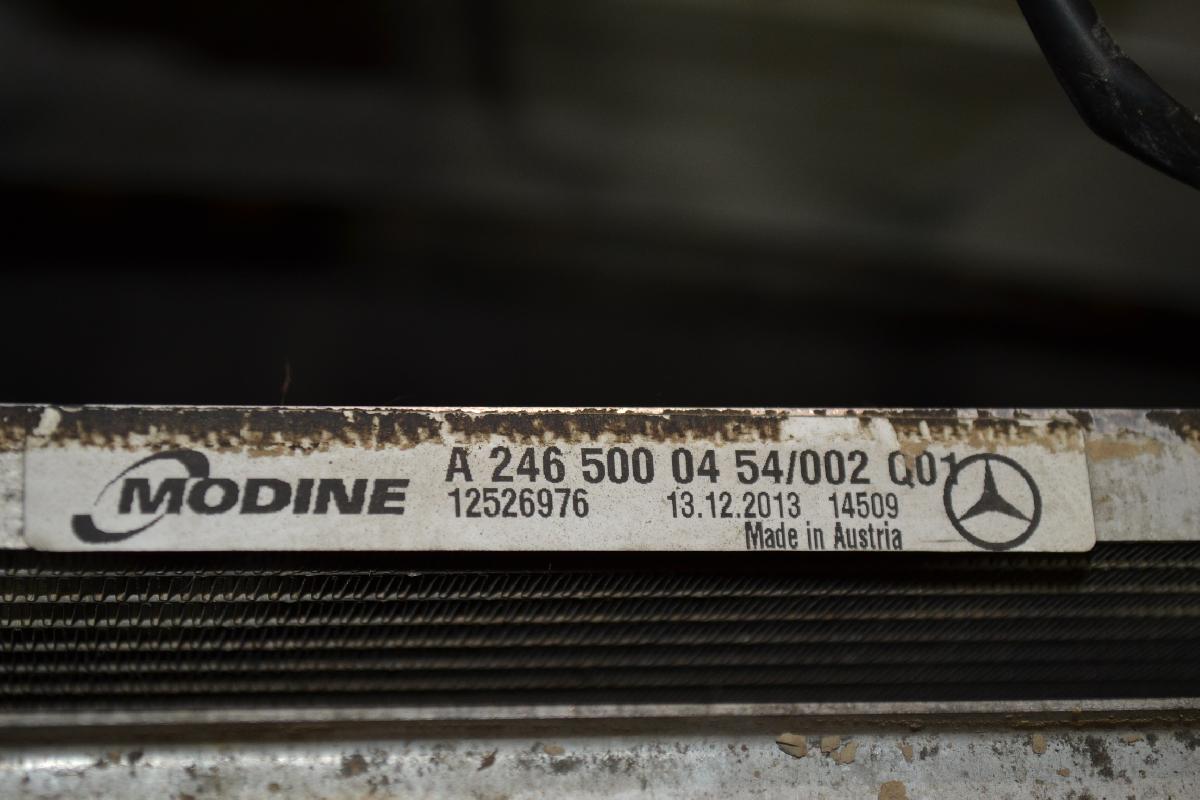 MODINE
A 246 500 04 54/002 Q01
12526976 13.12.2013 14509
Made in Austria